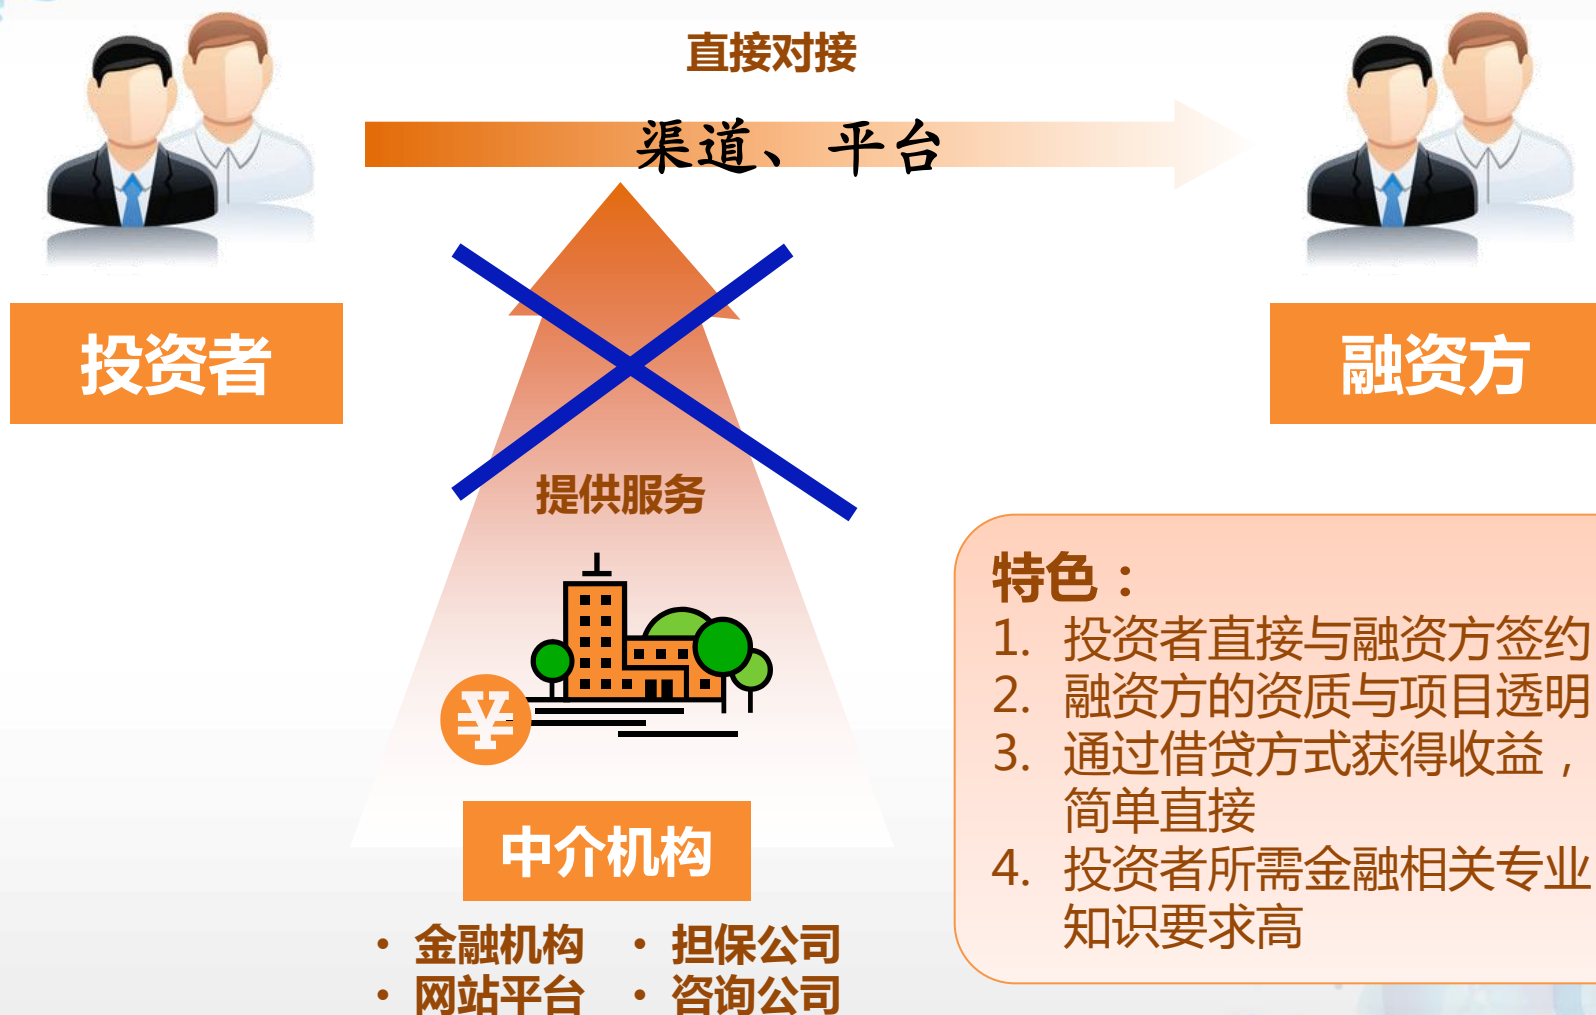 直接对接
渠道、平台
投资者
融资方
提供服务
¥
中介机构
• 金融机构 • 担保公司
• 网站平台 • 咨询公司
特色：
1. 投资者直接与融资方签约
2. 融资方的资质与项目透明
3. 通过借贷方式获得收益，
简单直接
4. 投资者所需金融相关专业
知识要求高